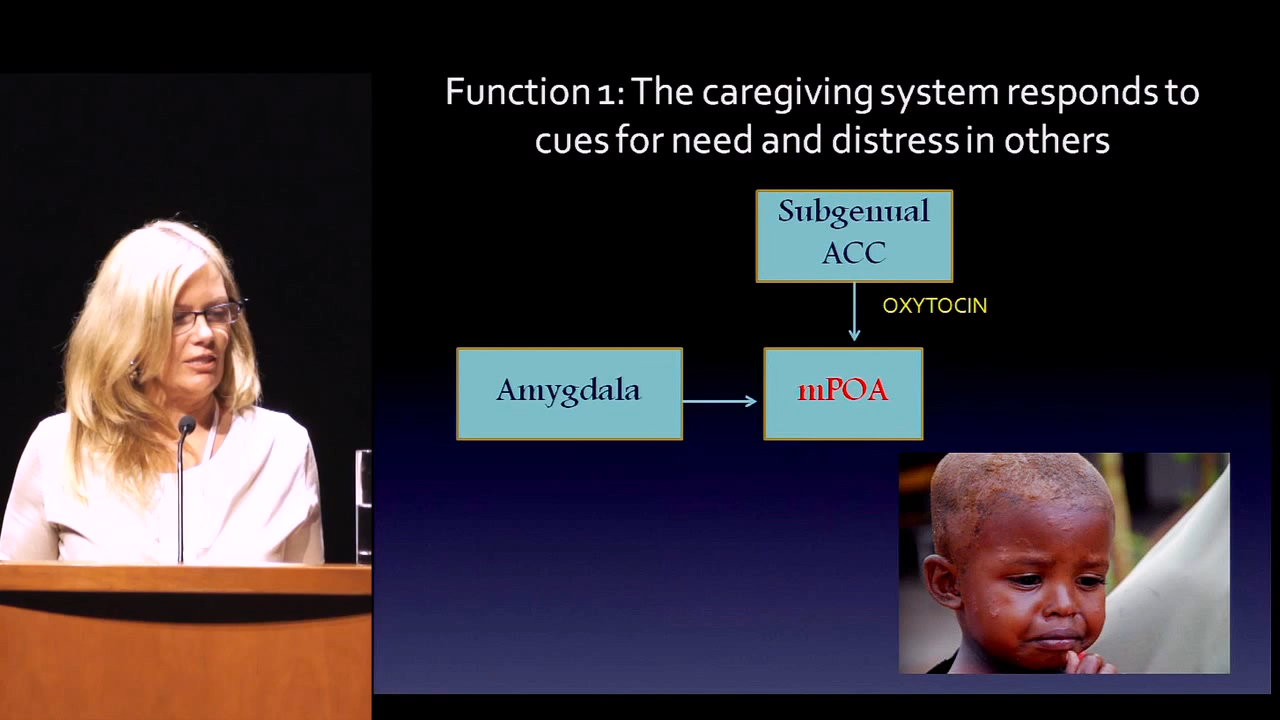 Function 1: The caregiving system responds to
cues for need and distress in others
Subgenual
ACC
OXYTOCIN
Amygdala
mPOA